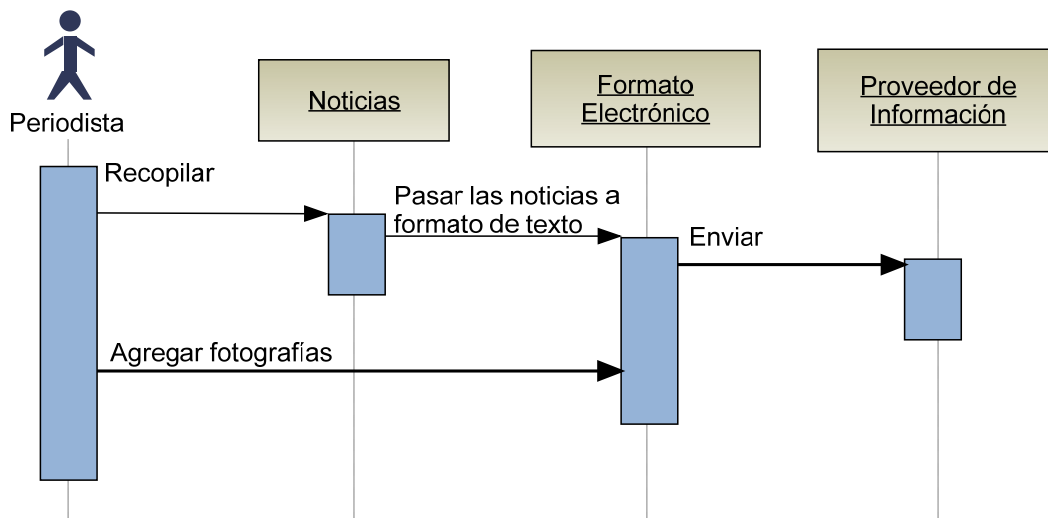 Periodista
Noticias
Formato
Electrónico
Proveedor de
Información
Recopilar
Pasar las noticias a
formato de texto
Enviar
Agregar fotografías